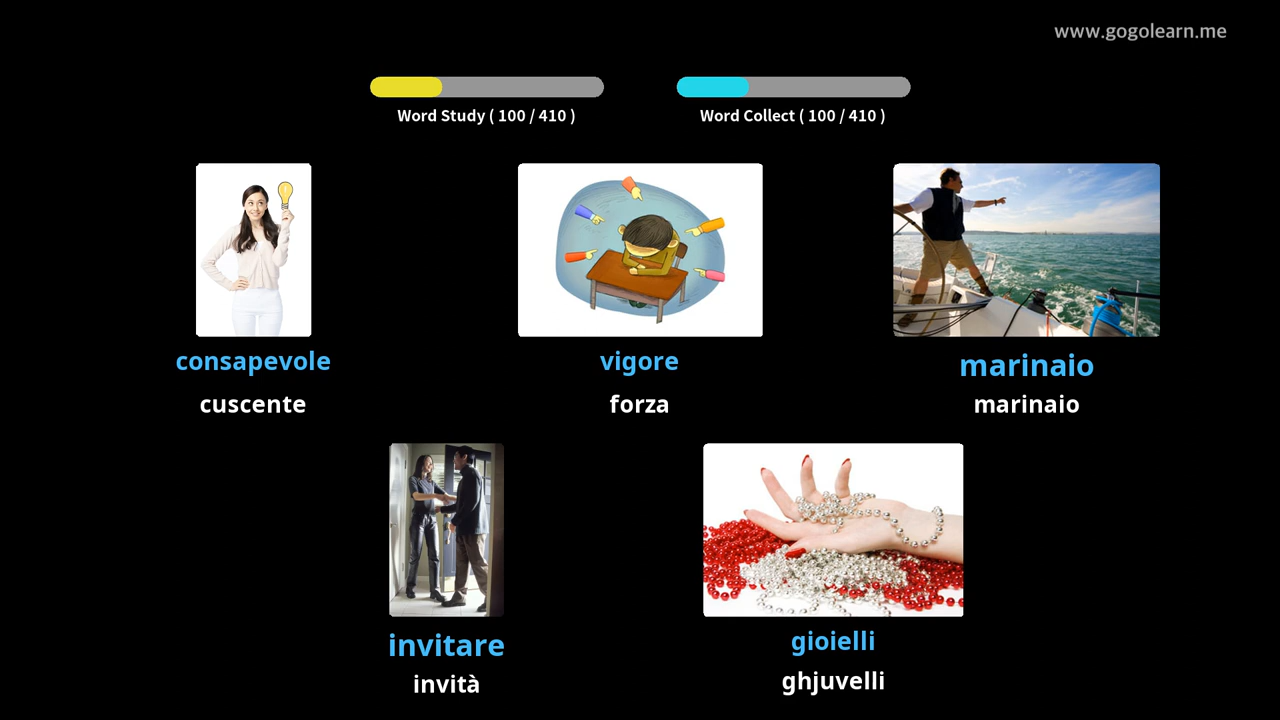 www.gogolearn.me
Word Study ( 100 / 410 )
Word Collect ( 100 / 410 )
consapevole
cuscente
vigore
forza
marinaio
marinaio
invitare
invità
gioielli
ghjuvelli